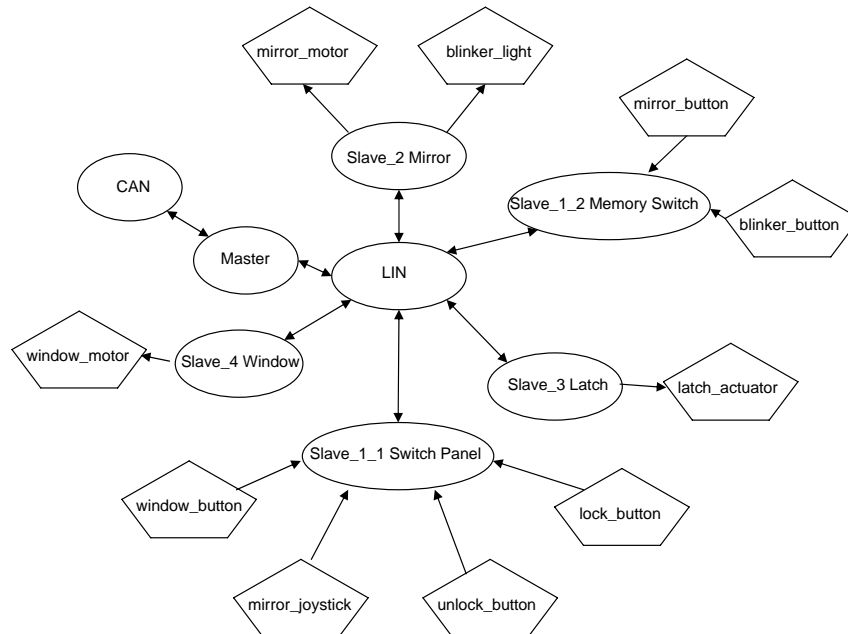 mirror_motor
blinker_light
mirror_button
Slave_2 Mirror
CAN
Slave_1_2 Memory Switch
blinker_button
Master
LIN
window_motor
Slave_4 Window
Slave_3 Latch
latch_actuator
Slave_1_1 Switch Panel
window_button
lock_button
mirror_joystick
unlock_button